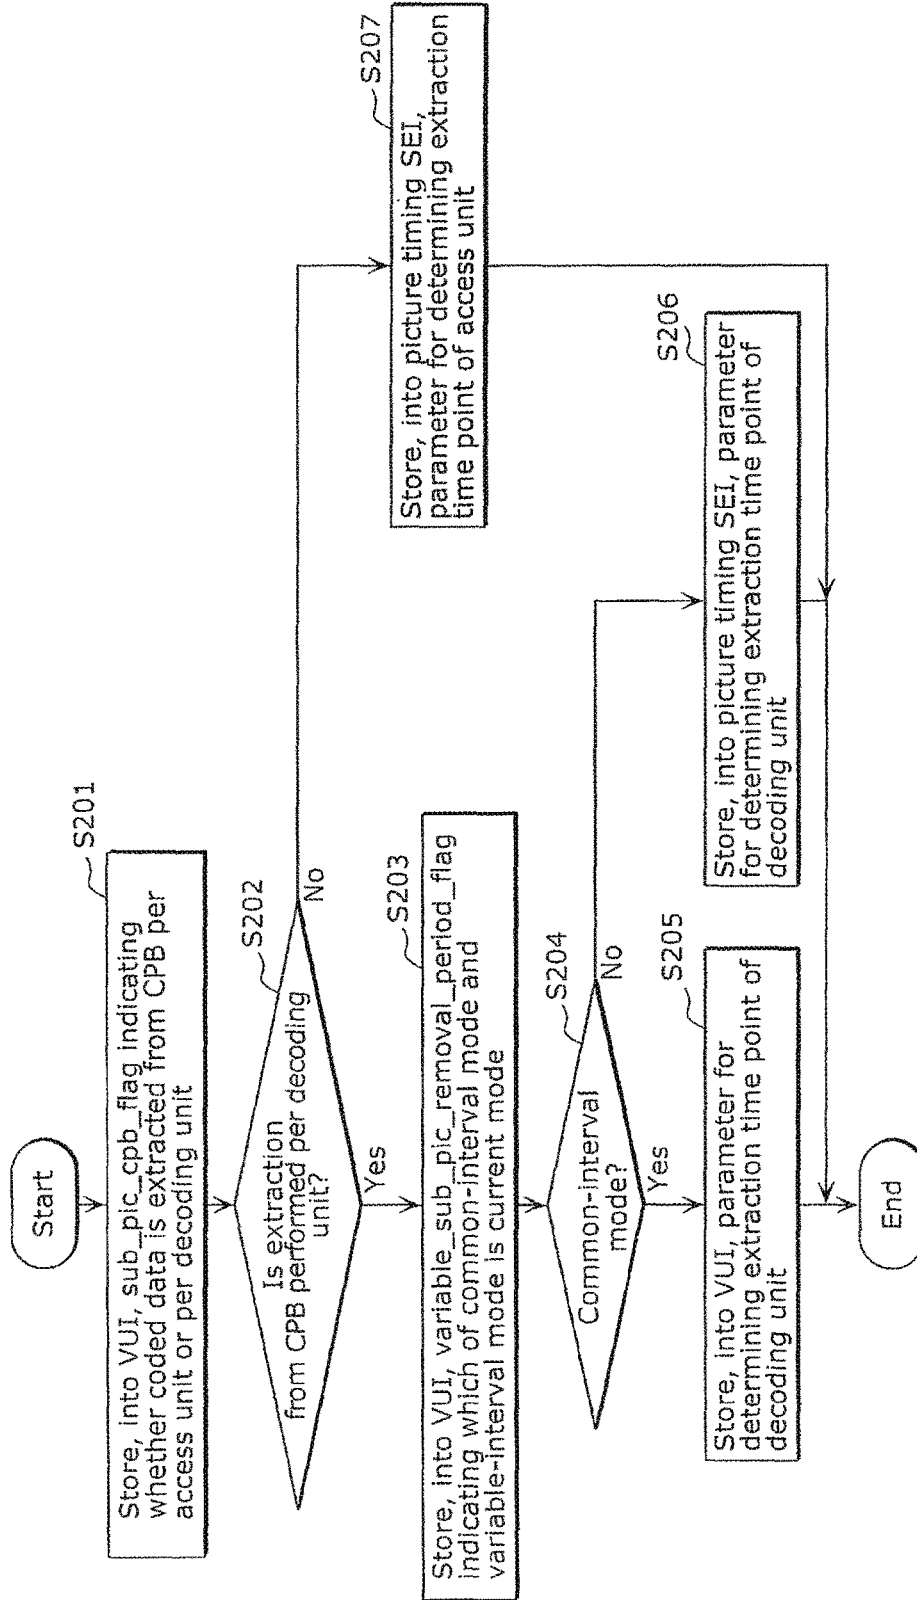 Start
S201
Store, into VUI, sub_pic_cpb_flag indicating
whether coded data is extracted from CPB per
access unit or per decoding unit
S202
Is extraction
from CPB performed per decoding
unit?
No
Yes
S203
Store, into VUI, variable_sub_pic_removal_period_flag
indicating which of common-interval mode and
variable-interval mode is current mode
S204
Common-interval
mode?
No
Yes
S205
Store, into VUI, parameter for
determining extraction time point of
decoding unit
S206
Store, into picture timing SEI, parameter
for determining extraction time point of
decoding unit
S207
Store, into picture timing SEI,
parameter for determining extraction
time point of access unit
End